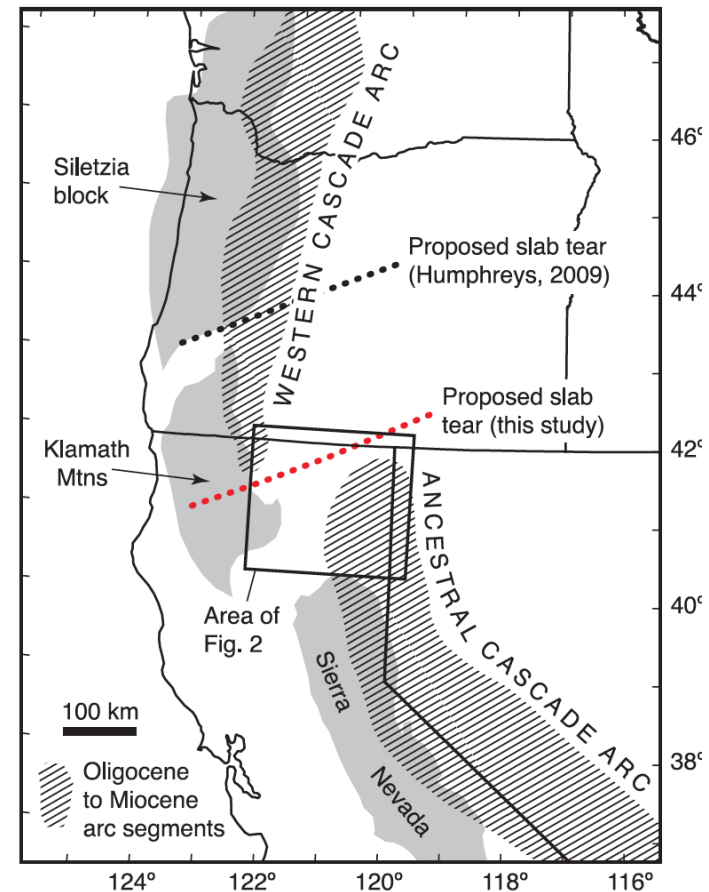 Siletzia
block
WESTERN CASCADE ARC
Proposed slab tear
(Humphreys, 2009)
Proposed slab
tear (this study)
Klamath
Mtns
ANCESTRAL CASCADE ARC
Area of
Fig. 2
Sierra
Nevada
100 km
Oligocene
to Miocene
arc segments
46°
44°
42°
40°
38°
124°
122°
120°
118°
116°